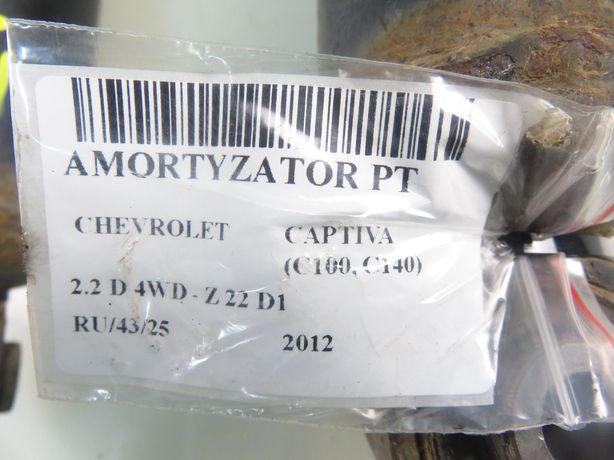 AMORTYZATOR PT
CHEVROLET CAPTIVA
(C100, C140)
2.2 D 4WD - Z 22 D1
RU/43/25 2012